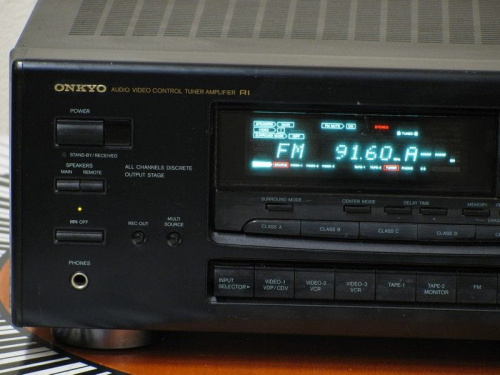 ONKYO AUDIO VIDEO CONTROL TUNER AMPLIFIER RI
POWER
STAND-BY/RECEIVED
SPEAKERS
MAIN REMOTE
ALL CHANNELS DISCRETE
OUTPUT STAGE
REC OUT
MULTI
SOURCE
PHONES
FM 91.60 A
SURROUND MODE CENTER MODE DELAY TIME MEMORY
CLASS A CLASS B CLASS C CLASS D
INPUT
SELECTOR
VIDEO-1
VDP/CDV
VIDEO-2
VCR
VIDEO-3
VCR
TAPE-1
TAPE-2
MONITOR
FM